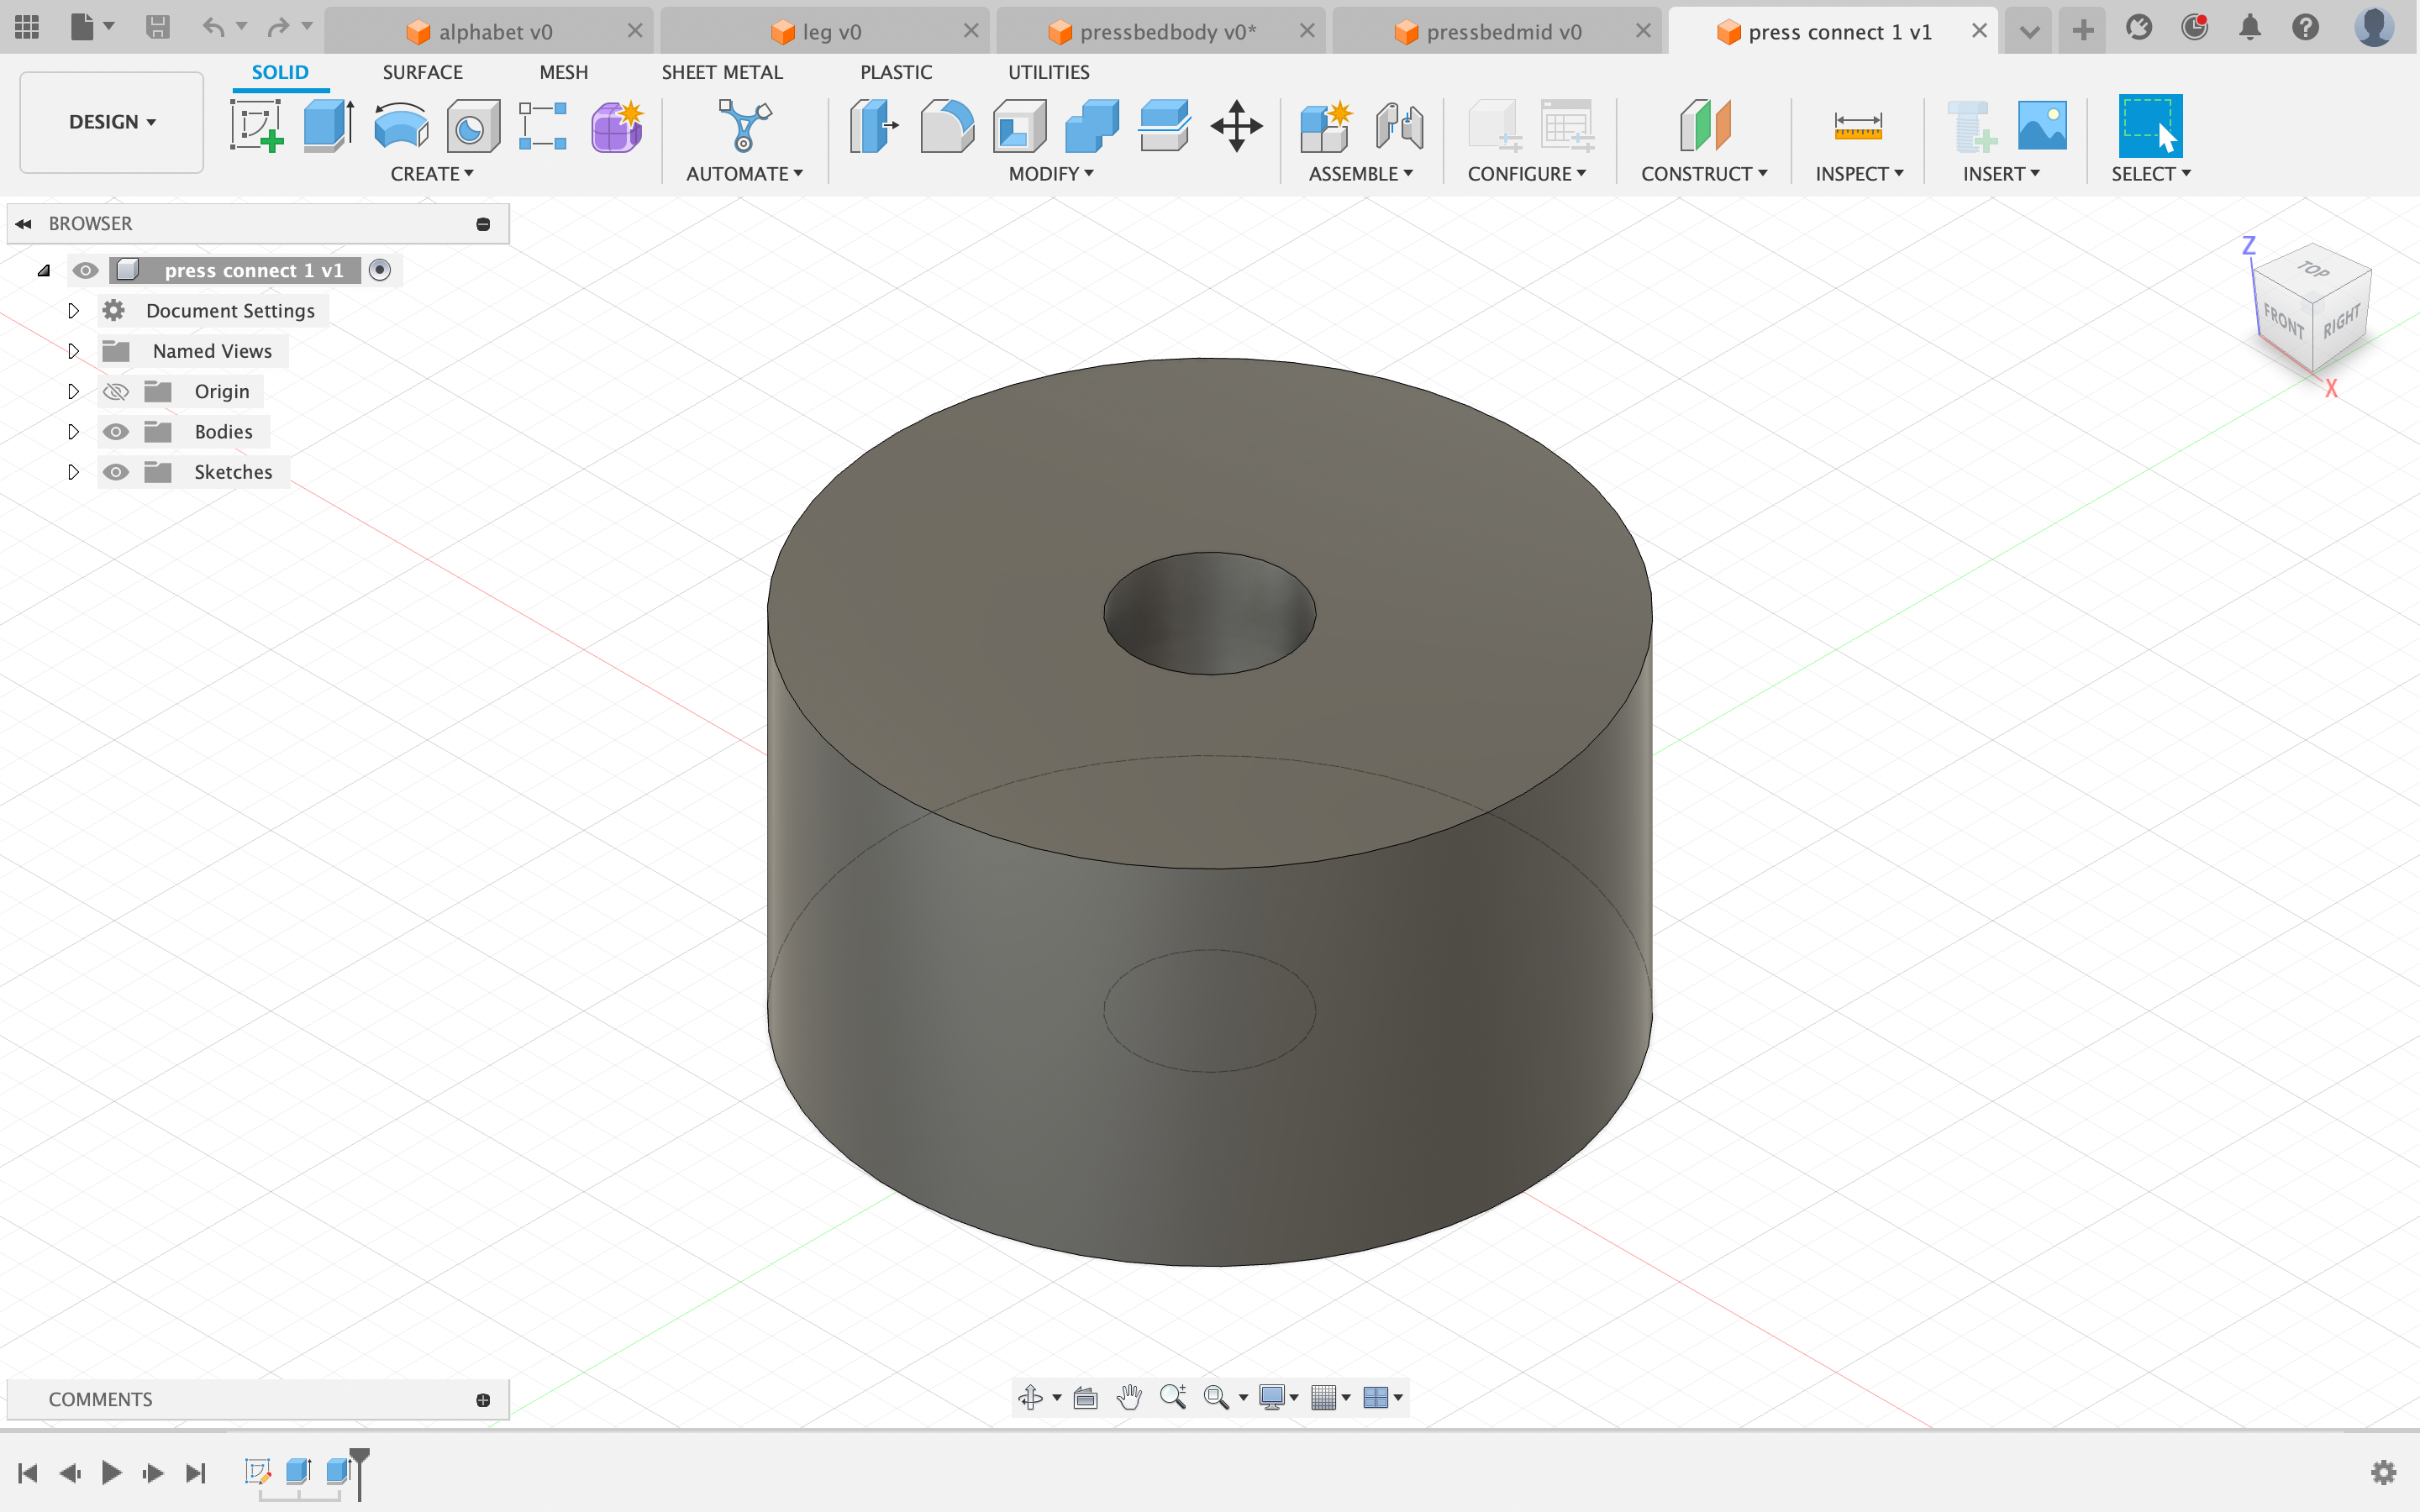 alphabet v0
leg v0
pressbedbody v0*
pressbedmid v0
press connect 1 v1
DESIGN
SOLID
SURFACE
MESH
SHEET METAL
PLASTIC
UTILITIES
CREATE
AUTOMATE
MODIFY
ASSEMBLE
CONFIGURE
CONSTRUCT
INSPECT
INSERT
SELECT
BROWSER
press connect 1 v1
Document Settings
Named Views
Origin
Bodies
Sketches
Z
TOP
FRONT
RIGHT
X
COMMENTS